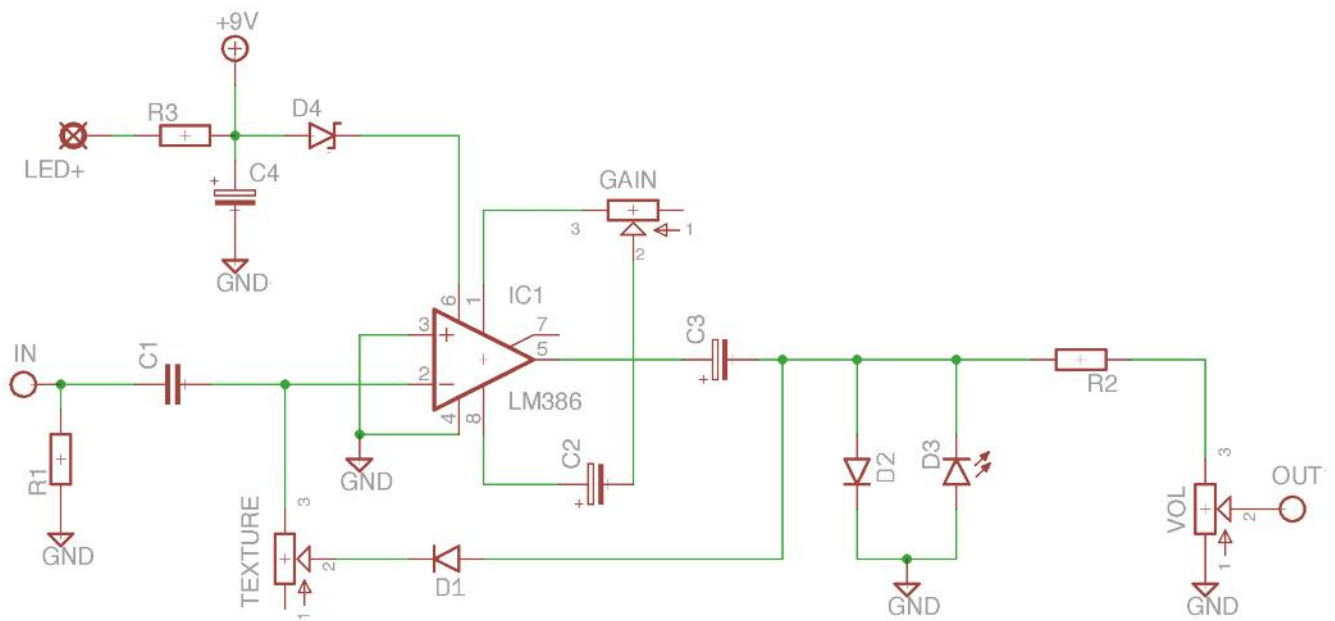 +9V
R3
D4
LED+
C4
GND
GAIN
3
1
2
6
1
IC1
7
3
5
2
LM386
4
8
C3
IN
C1
R1
GND
GND
C2
R2
D2
D3
3
VOL
2
OUT
1
GND
GND
TEXTURE
3
2
1
D1